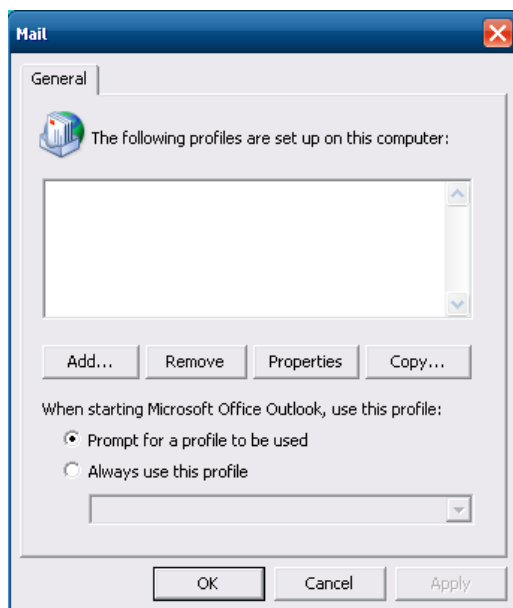 Mail
General
The following profiles are set up on this computer:
Add...
Remove
Properties
Copy...
When starting Microsoft Office Outlook, use this profile:
Prompt for a profile to be used
Always use this profile
OK
Cancel
Apply